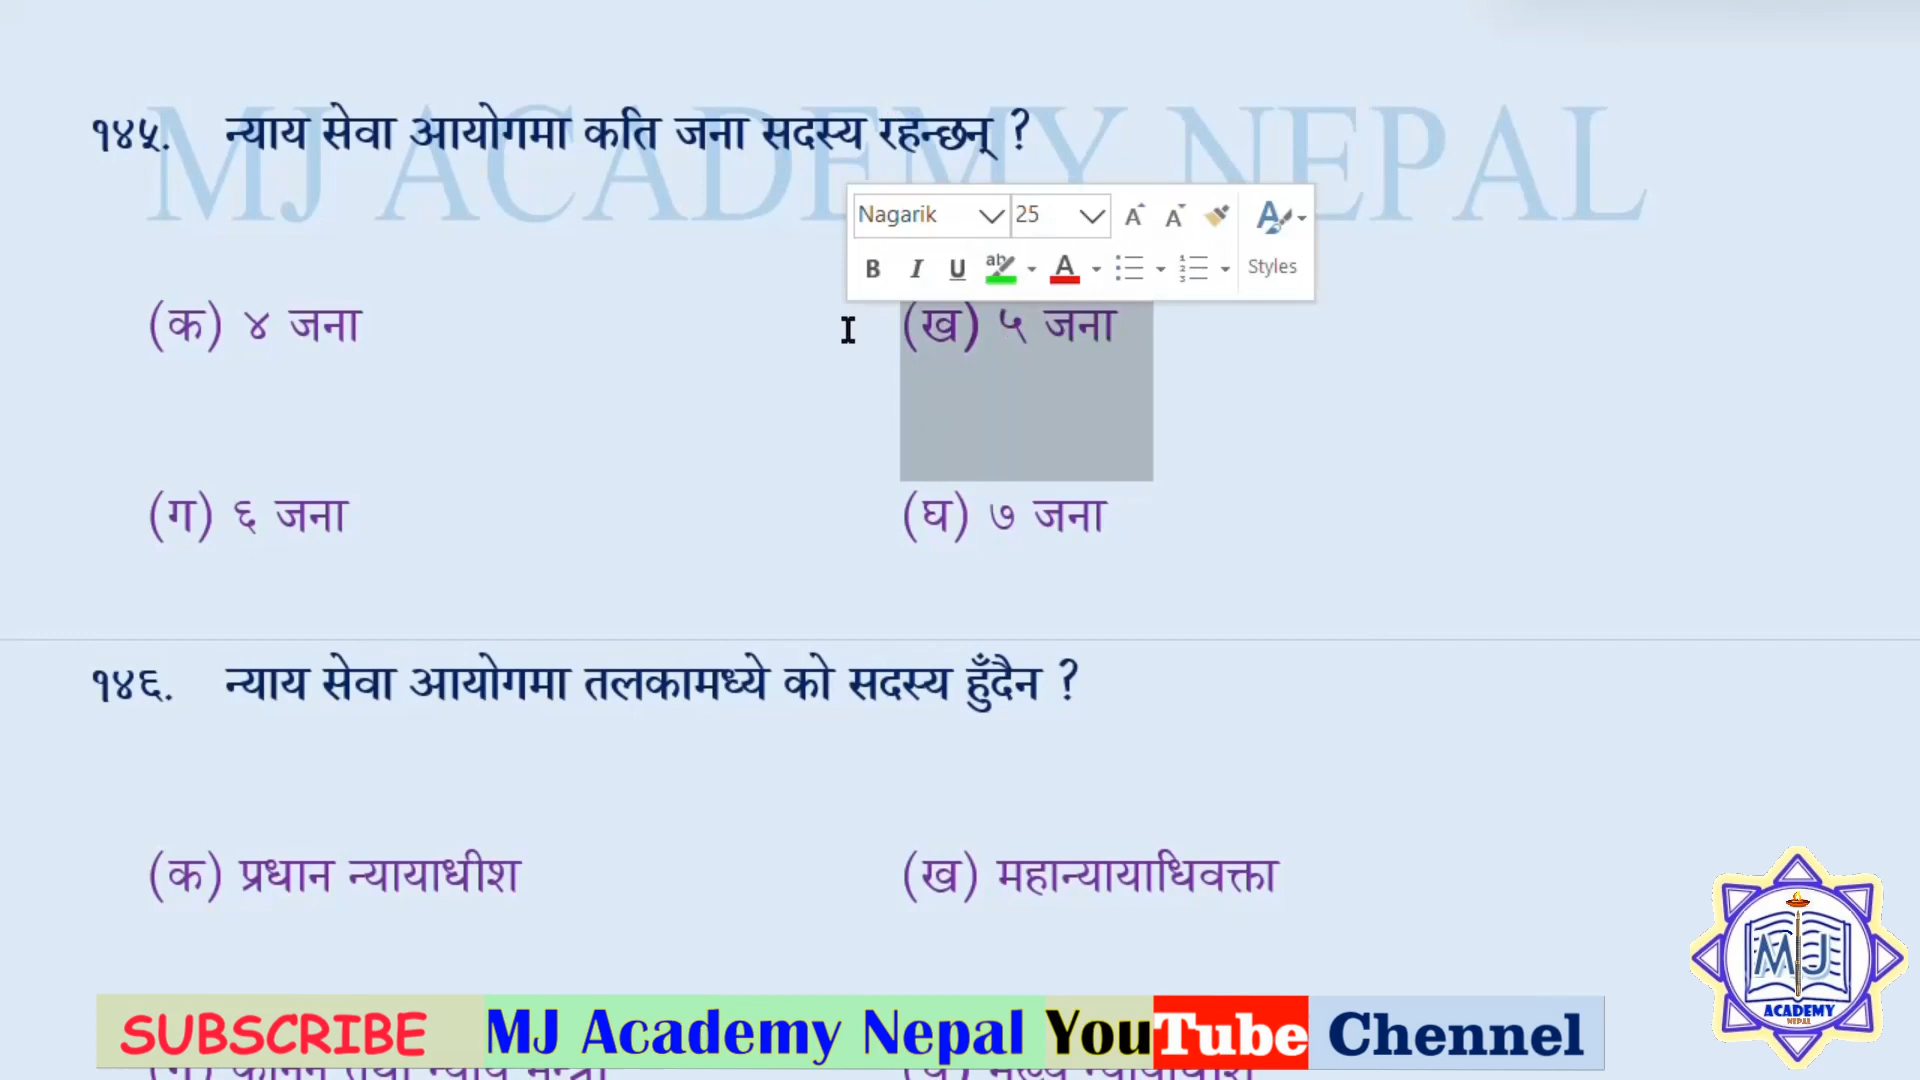 MJ ACADEMY NEPAL
१४५. न्याय सेवा आयोगमा कति जना सदस्य रहन्छन् ?
Nagarik 25
B I U Styles
(क) ४ जना (ख) ५ जना
(ग) ६ जना (घ) ७ जना
१४६. न्याय सेवा आयोगमा तलकामध्ये को सदस्य हुँदैन ?
(क) प्रधान न्यायाधीश (ख) महान्यायाधिवक्ता
MJ
ACADEMY
NEPAL
SUBSCRIBE MJ Academy Nepal YouTube Chennel